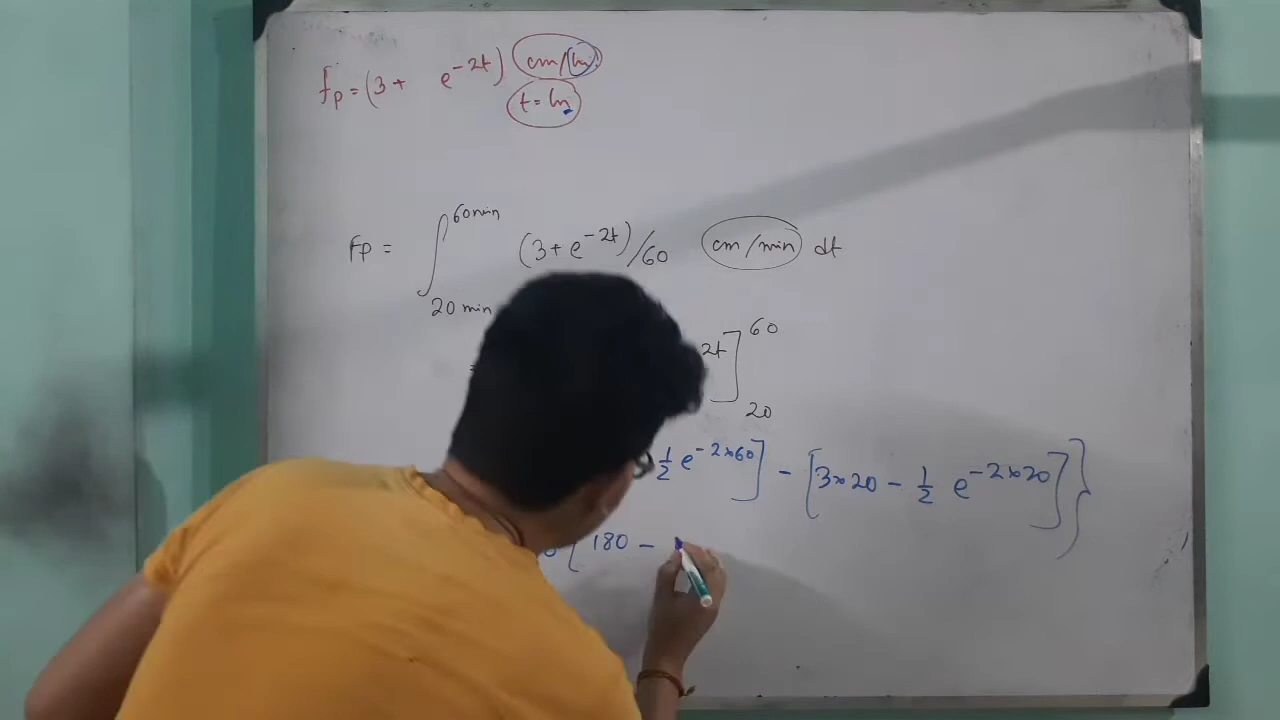 fp = (3 + e^-2t) cm/hr
t = hr
Fp = ∫ 60min 20 min (3 + e^-2t)/60 cm/min dt
2t ] 60 20
1/2 e^-2×60 ] - [ 3×20 - 1/2 e^-2×20 ] }
[ 180 -